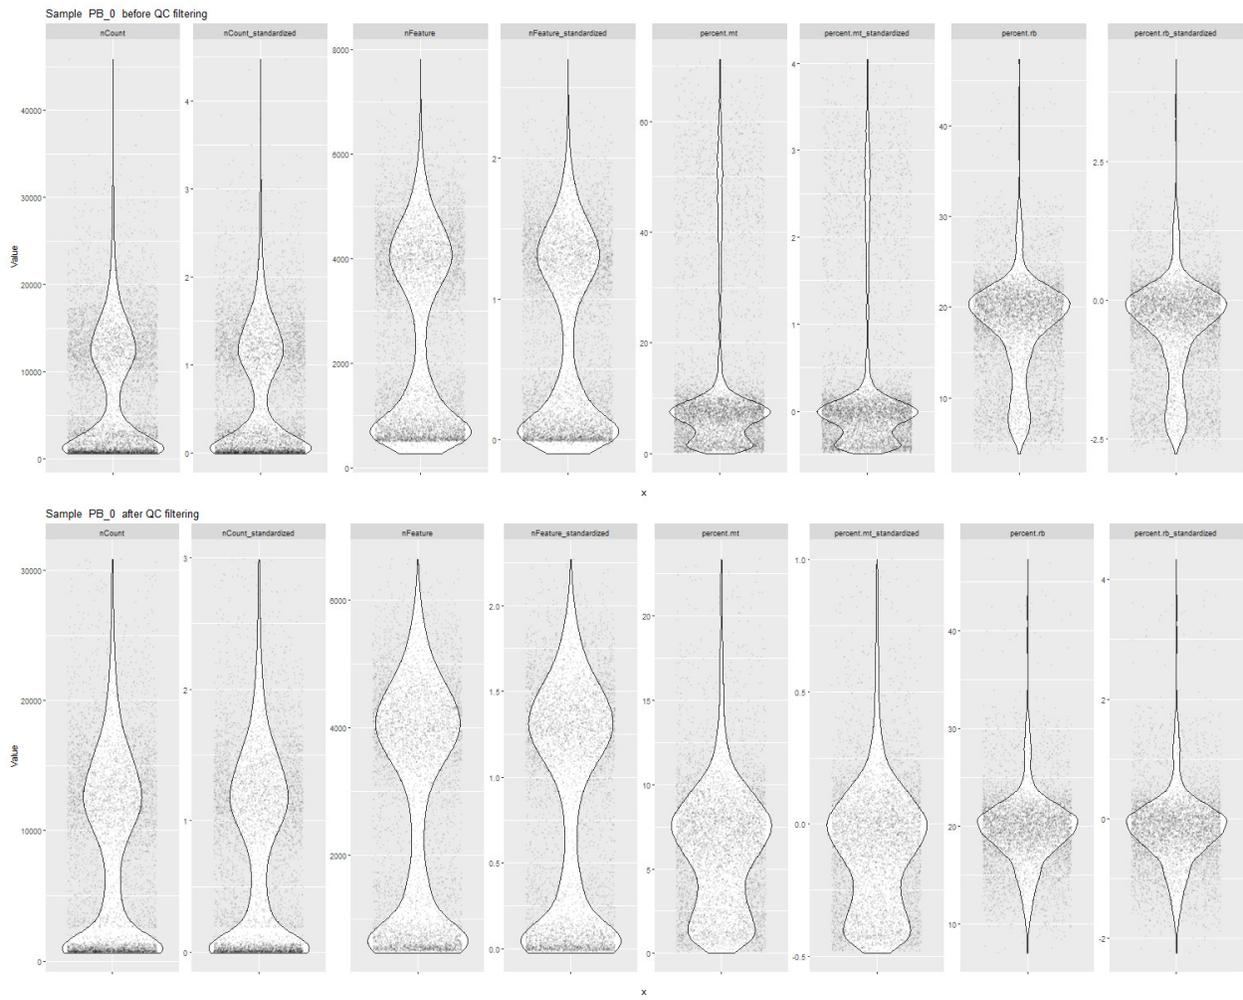 Sample PB_0 before QC filtering
nCount nCount_standardized nFeature nFeature_standardized percent.mt percent.mt_standardized percent.rb percent.rb_standardized
Value
0 10000 20000 30000 40000
0 1 2 3 4
0 2000 4000 6000 8000
0 1 2
0 20 40 60
0 1 2 3 4
10 20 30 40
-2.5 0.0 2.5
x
Sample PB_0 after QC filtering
nCount nCount_standardized nFeature nFeature_standardized percent.mt percent.mt_standardized percent.rb percent.rb_standardized
Value
0 10000 20000 30000
0 1 2 3
2000 4000 6000
0.0 0.5 1.0 1.5 2.0
0 5 10 15 20
-0.5 0.0 0.5 1.0
10 20 30 40
-2 0 2 4
x